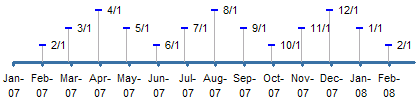 4/1 8/1 12/1
3/1 5/1 7/1 9/1 11/1 1/1
2/1 6/1 10/1 2/1
Jan- Feb- Mar- Apr- May- Jun- Jul- Aug- Sep- Oct- Nov- Dec- Jan- Feb-
07 07 07 07 07 07 07 07 07 07 07 07 08 08